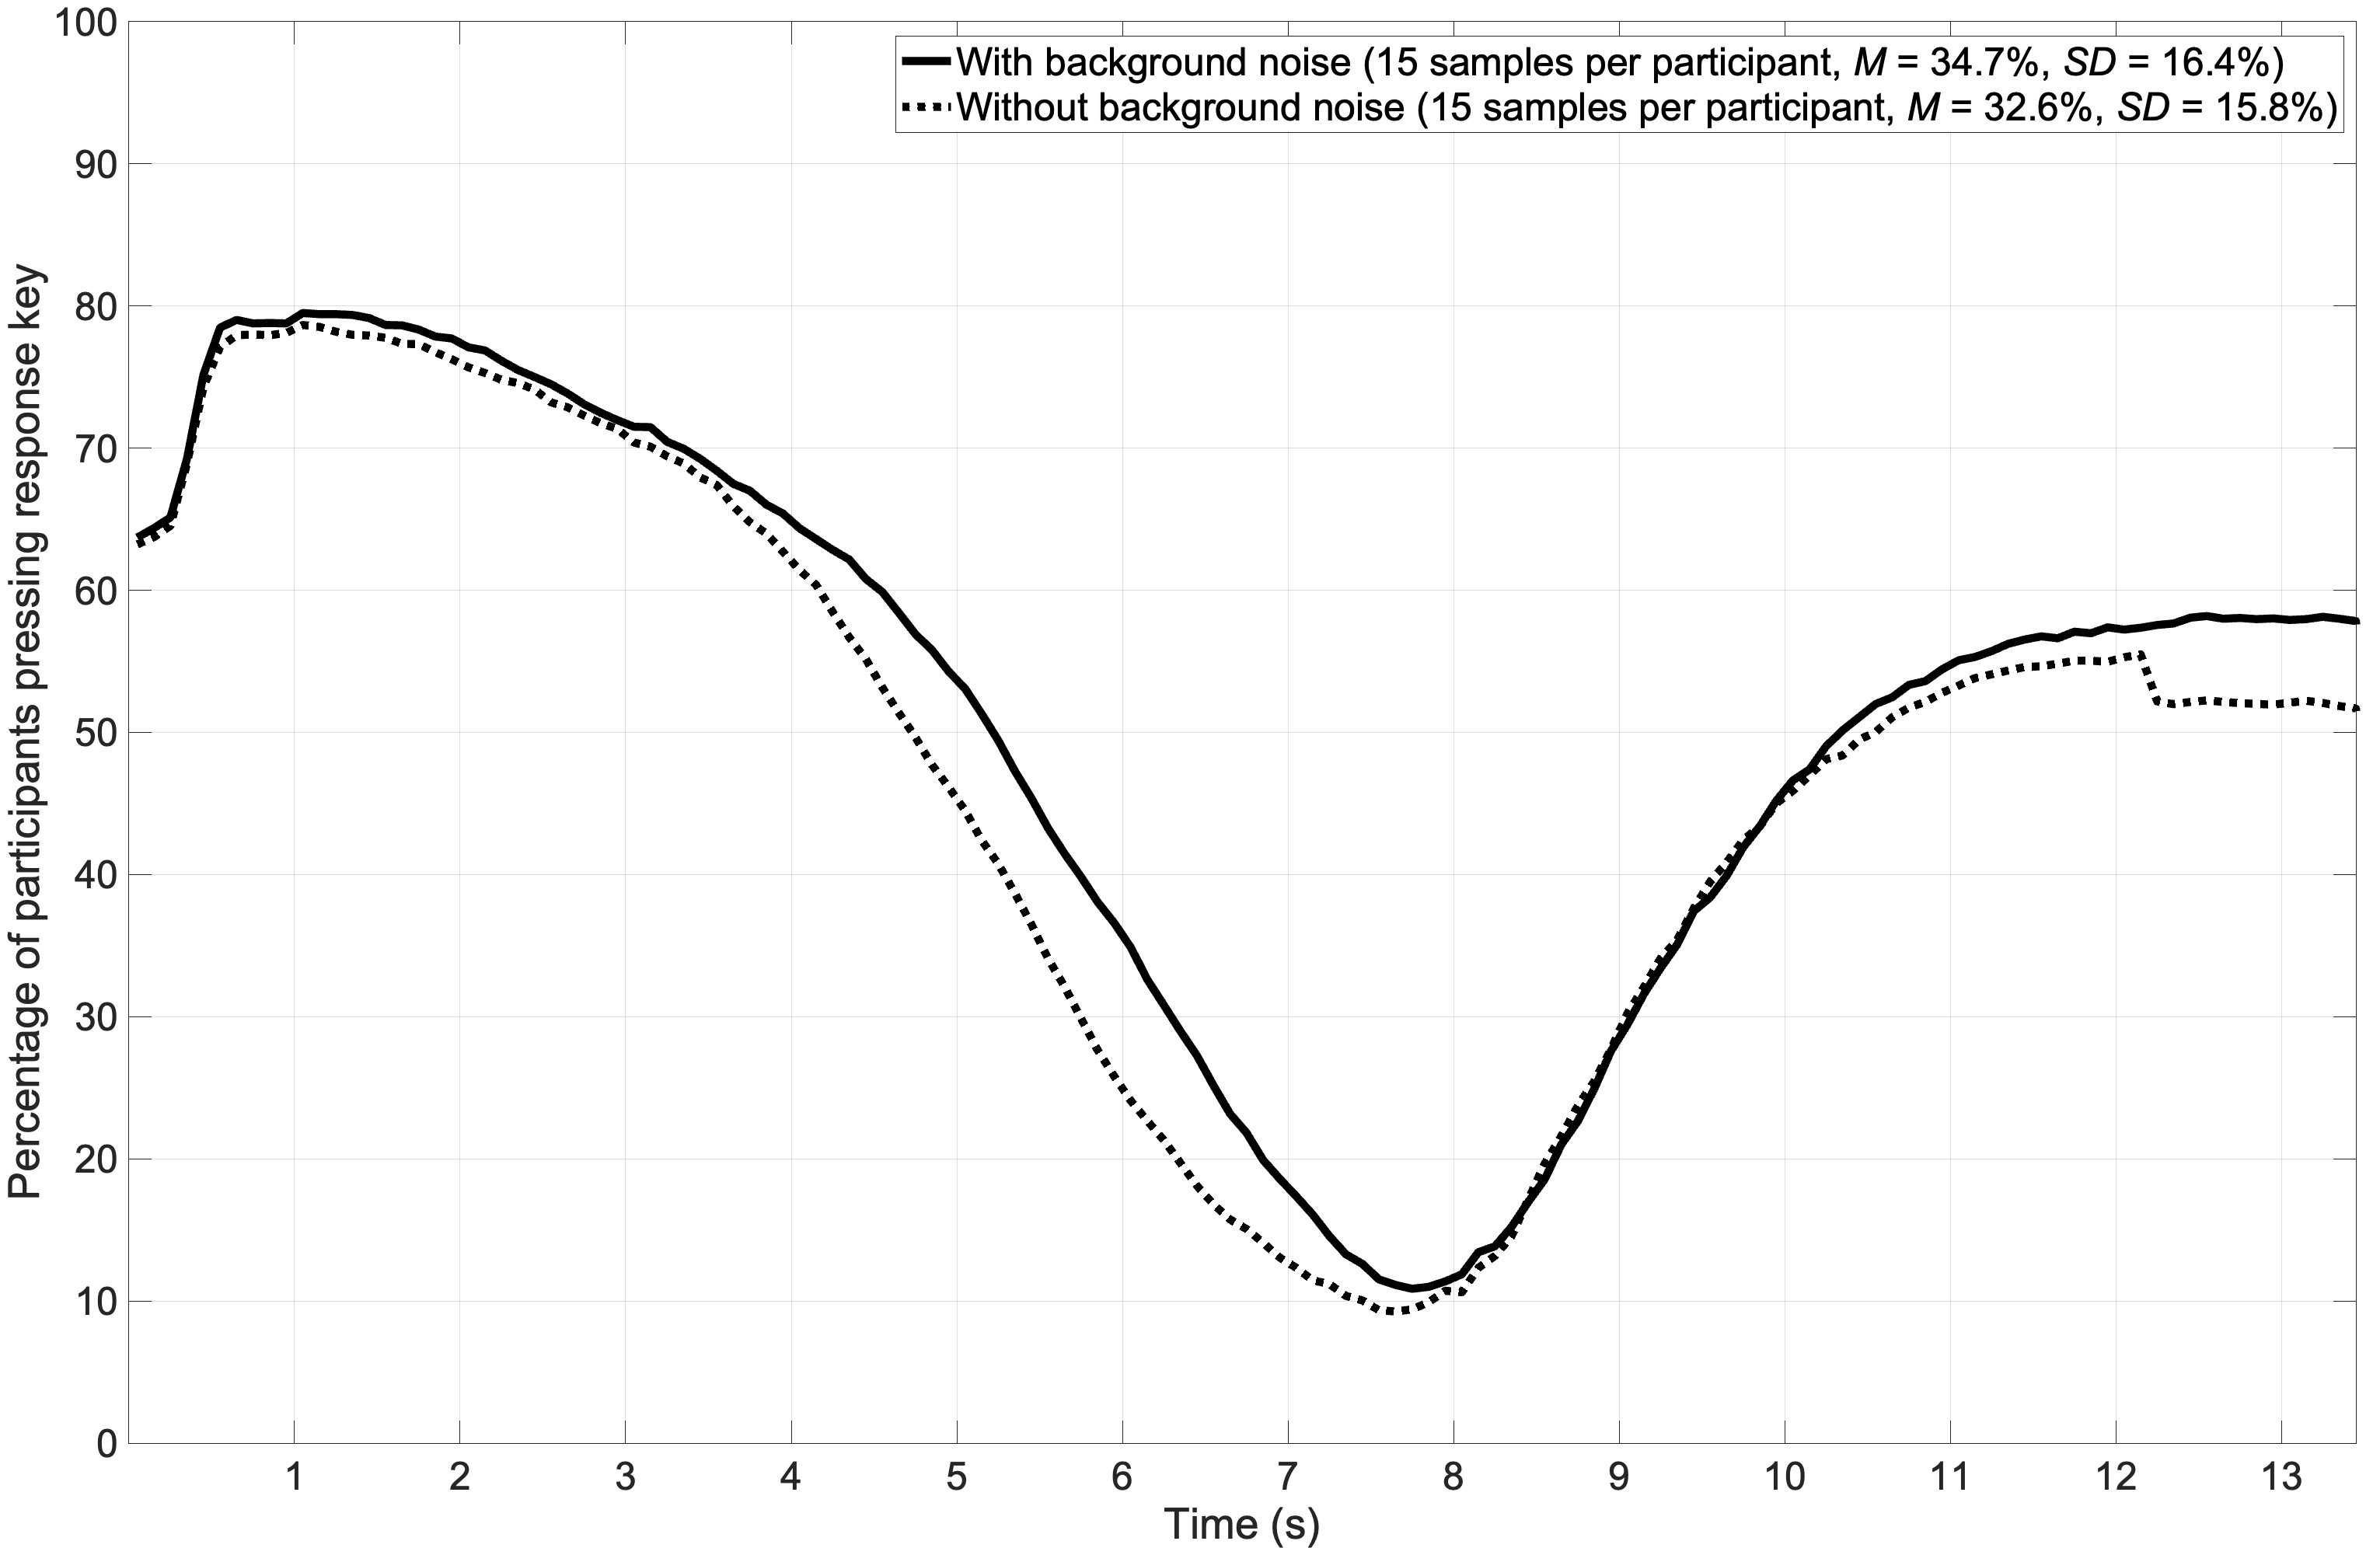 With background noise (15 samples per participant, M = 34.7%, SD = 16.4%)
Without background noise (15 samples per participant, M = 32.6%, SD = 15.8%)
Percentage of participants pressing response key
100
90
80
70
60
50
40
30
20
10
0
1 2 3 4 5 6 7 8 9 10 11 12 13
Time (s)